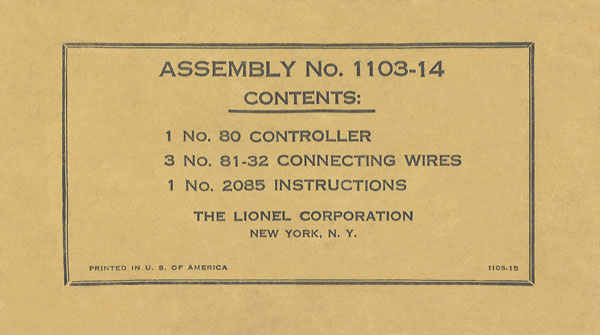 ASSEMBLY No. 1103-14
CONTENTS:
1 No. 80 CONTROLLER
3 No. 81-32 CONNECTING WIRES
1 No. 2085 INSTRUCTIONS
THE LIONEL CORPORATION
NEW YORK, N. Y.
PRINTED IN U. S. OF AMERICA
1103-15